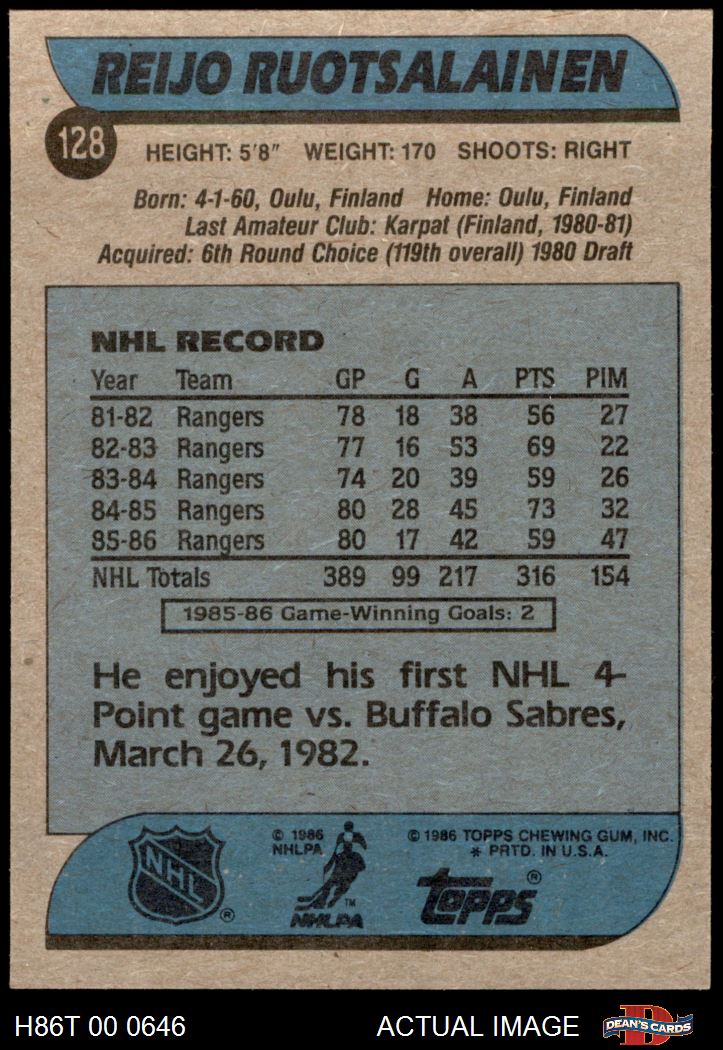 REIJO RUOTSALAINEN
128
HEIGHT: 5'8" WEIGHT: 170 SHOOTS: RIGHT
Born: 4-1-60, Oulu, Finland Home: Oulu, Finland
Last Amateur Club: Karpat (Finland, 1980-81)
Acquired: 6th Round Choice (119th overall) 1980 Draft
NHL RECORD
Year Team GP G A PTS PIM
81-82 Rangers 78 18 38 56 27
82-83 Rangers 77 16 53 69 22
83-84 Rangers 74 20 39 59 26
84-85 Rangers 80 28 45 73 32
85-86 Rangers 80 17 42 59 47
NHL Totals 389 99 217 316 154
1985-86 Game-Winning Goals: 2
He enjoyed his first NHL 4-
Point game vs. Buffalo Sabres,
March 26, 1982.
NHL ®
© 1986
NHLPA
TM
NHLPA
© 1986 TOPPS CHEWING GUM, INC.
* PRTD. IN U.S.A.
topps ®
H86T 00 0646 ACTUAL IMAGE
D
DEAN'S CARDS